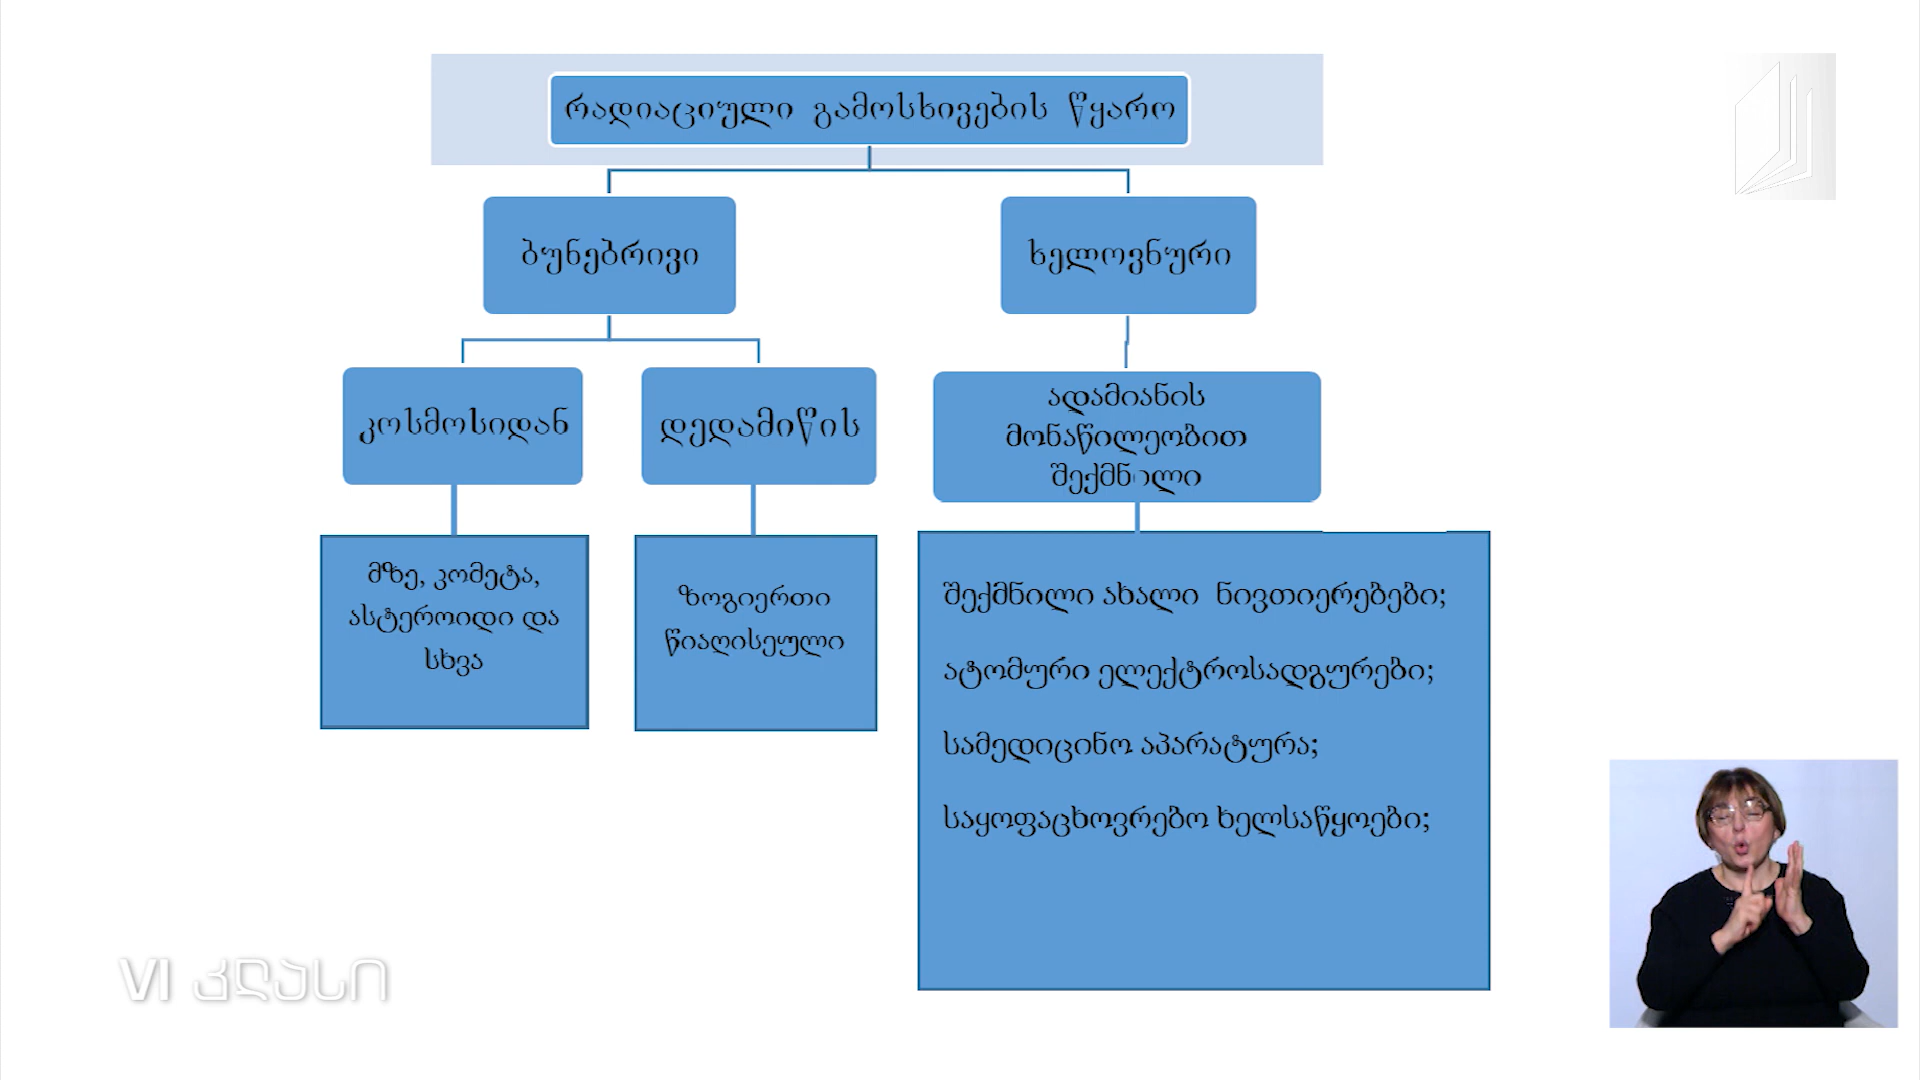 რადიაციული გამოსხივების წყარო
ბუნებრივი
ხელოვნური
კოსმოსიდან
დედამიწის
ადამიანის
მონაწილეობით
შექმნილი
მზე, კომეტა,
ასტეროიდი და
სხვა
ზოგიერთი
წიაღისეული
შექმნილი ახალი ნივთიერებები;
ატომური ელექტროსადგურები;
სამედიცინო აპარატურა;
საყოფაცხოვრებო ხელსაწყოები;
VI კლასი